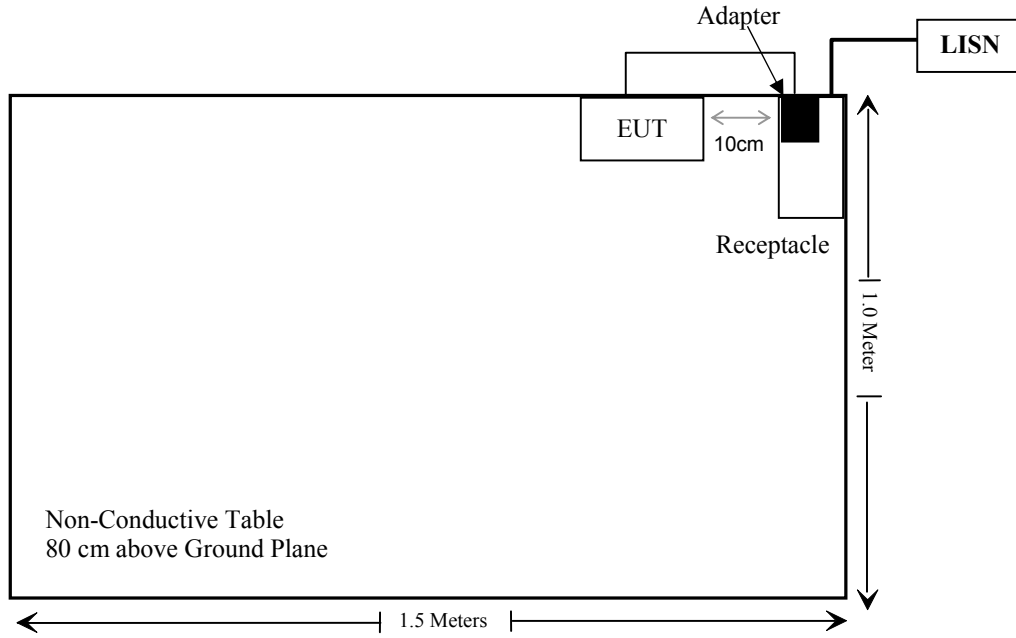 Adapter
LISN
EUT
10cm
Receptacle
1.0 Meter
Non-Conductive Table
80 cm above Ground Plane
1.5 Meters